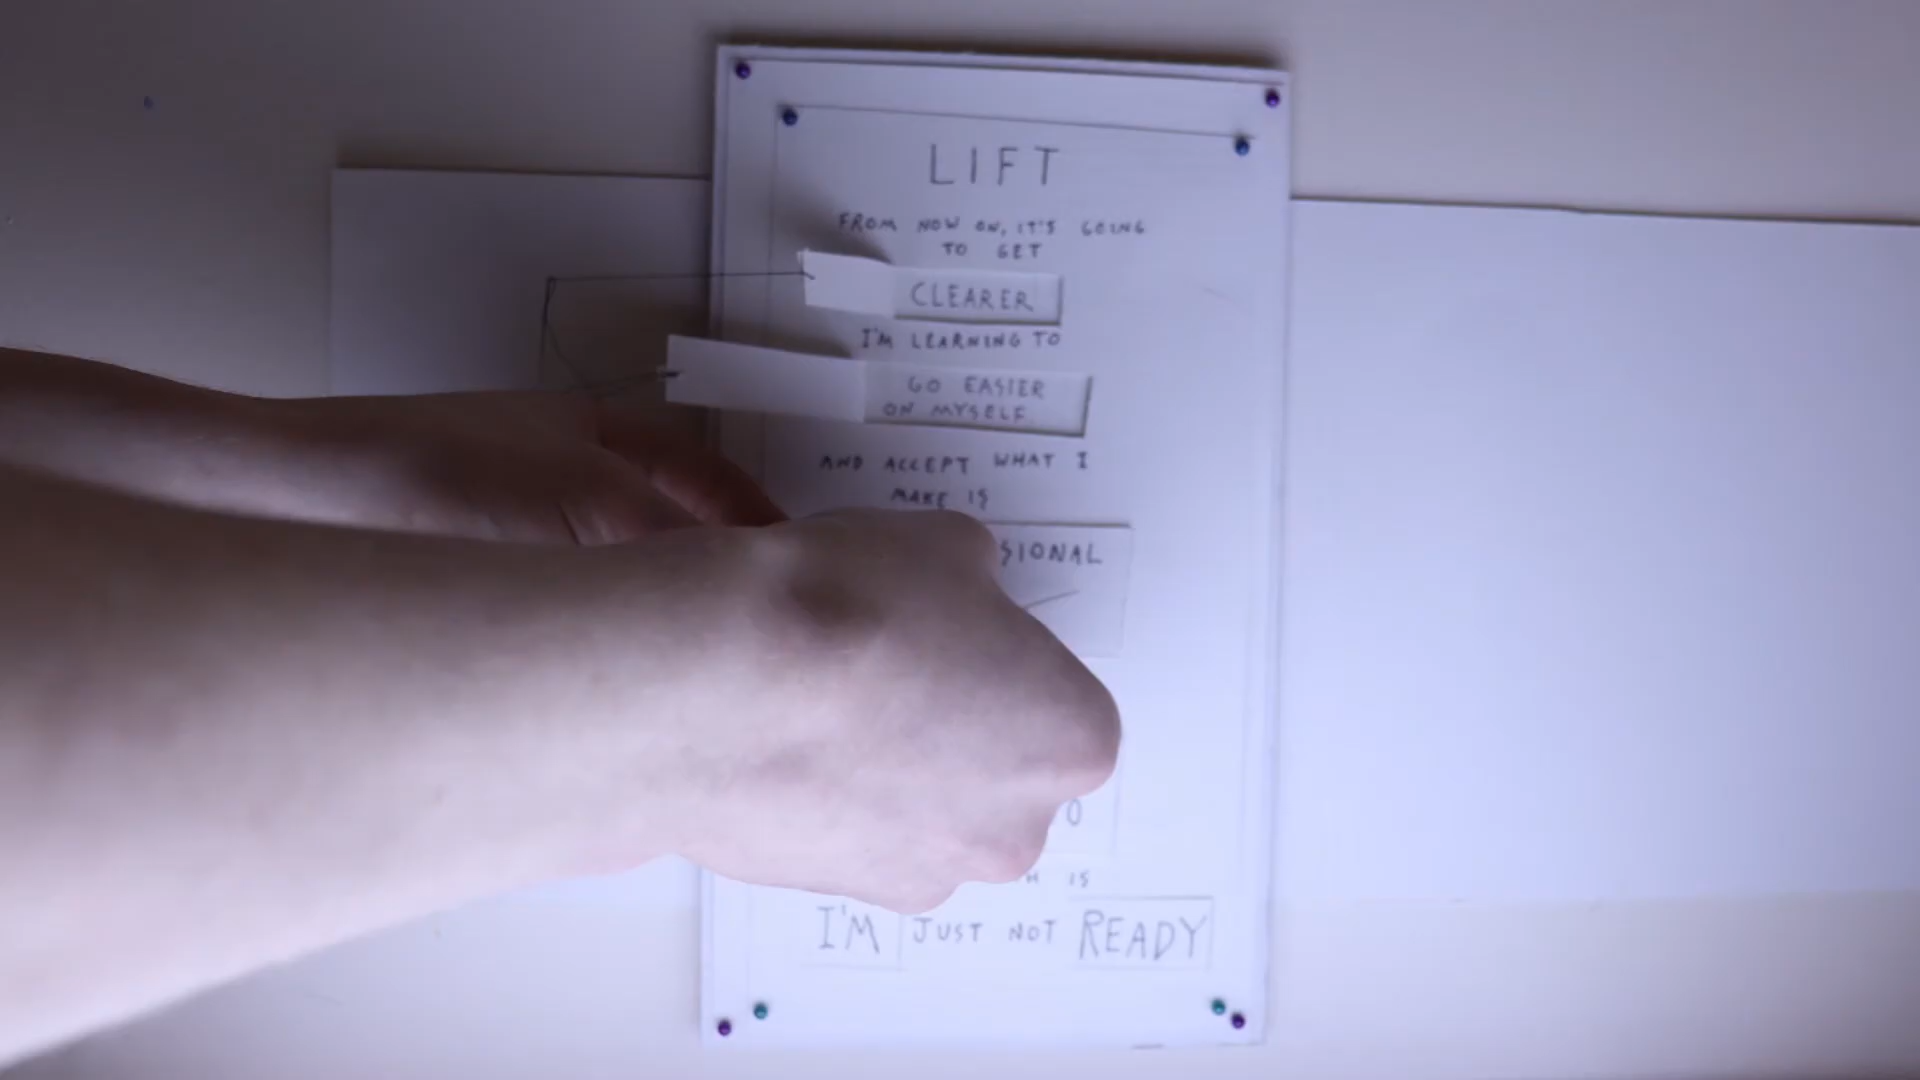 LIFT
FROM NOW ON, IT'S GOING
TO GET
CLEARER
I'M LEARNING TO
GO EASIER
ON MYSELF
AND ACCEPT WHAT I
MAKE IS
IS
I'M JUST NOT READY